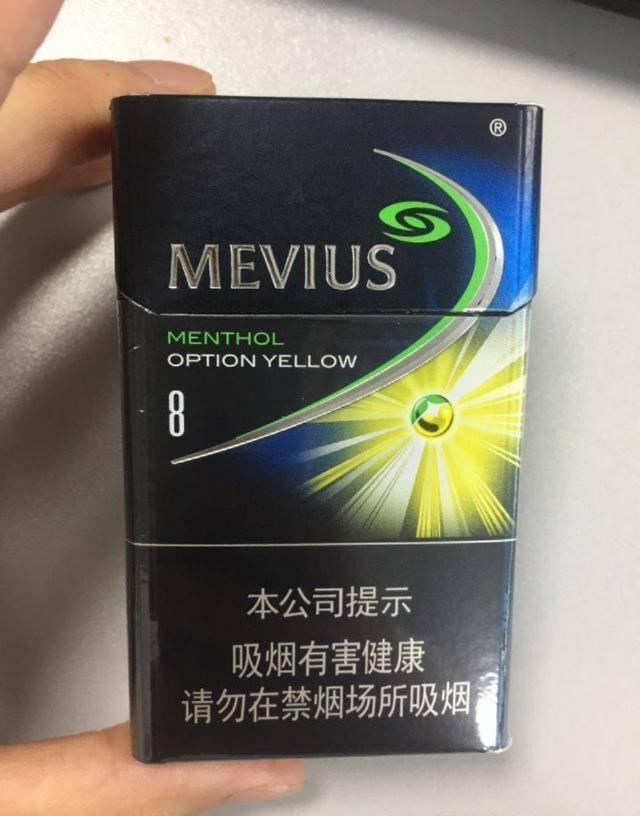 ®
MEVIUS
MENTHOL
OPTION YELLOW
8
本公司提示
吸烟有害健康
请勿在禁烟场所吸烟